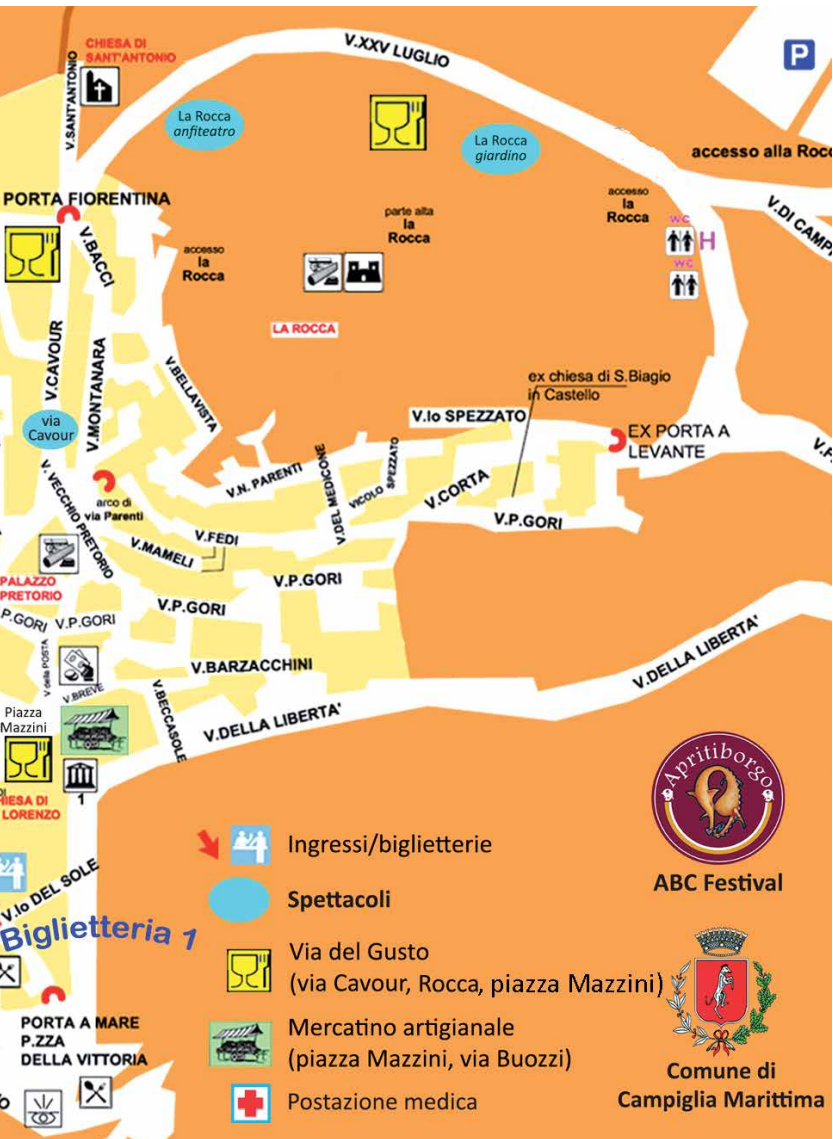 CHIESA DI
SANT'ANTONIO
V.SANT'ANTONIO
V.XXV LUGLIO
P
La Rocca
anfiteatro
La Rocca
giardino
accesso alla Rocc
PORTA FIORENTINA
V.BACCI
accesso
la
Rocca
parte alta
la
Rocca
accesso
la
Rocca
WC
H
WC
V.DI CAMPI
LA ROCCA
V.CAVOUR
V.MONTANARA
V.BELLAVISTA
ex chiesa di S.Biagio
in Castello
V.lo SPEZZATO
EX PORTA A
LEVANTE
via
Cavour
V. VECCHIO PRETORIO
arco di
via Parenti
V.N. PARENTI
V.DEL MEDICONE
VICOLO SPEZZATO
V.CORTA
V.P.GORI
V.FEDI
V.MAMELI
PALAZZO
PRETORIO
V.P.GORI
V.P.GORI
P.GORI
V.P.GORI
V della POSTA
V.BREVE
V.BARZACCHINI
V.BECCASOLE
V.DELLA LIBERTA'
V.DELLA LIBERTA'
Piazza
Mazzini
HIESA DI
LORENZO
1
V.lo DEL SOLE
Biglietteria 1
PORTA A MARE
P.ZZA
DELLA VITTORIA
Ingressi/biglietterie
Spettacoli
Via del Gusto
(via Cavour, Rocca, piazza Mazzini)
Mercatino artigianale
(piazza Mazzini, via Buozzi)
Postazione medica
Apritiborgo
ABC Festival
Comune di
Campiglia Marittima